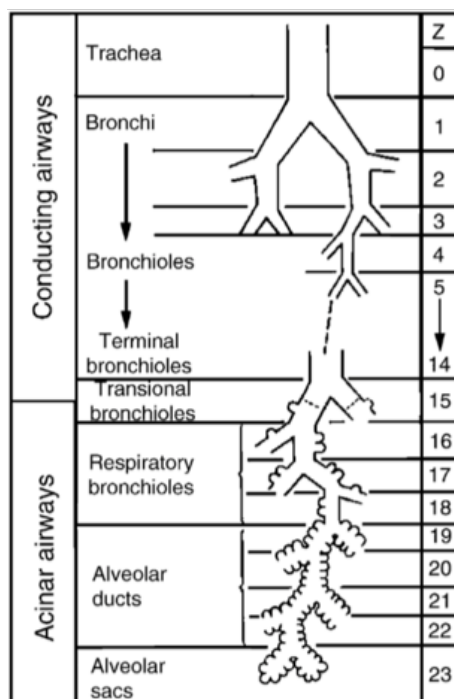 Conducting airways
Acinar airways
Trachea
Bronchi
Bronchioles
Terminal
bronchioles
Transional
bronchioles
Respiratory
bronchioles
Alveolar
ducts
Alveolar
sacs
Z
0
1
2
3
4
5
14
15
16
17
18
19
20
21
22
23